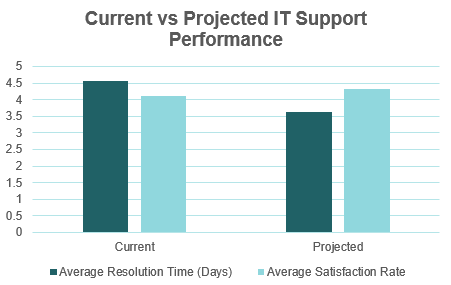 Current vs Projected IT Support
Performance
5
4.5
4
3.5
3
2.5
2
1.5
1
0.5
0
Current Projected
Average Resolution Time (Days) Average Satisfaction Rate